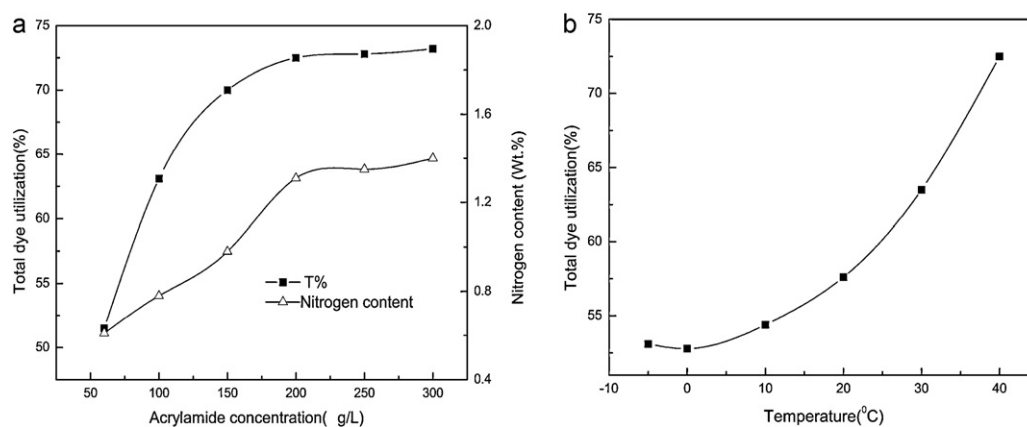 a
Total dye utilization(%)
75
70
65
60
55
50
50 100 150 200 250 300
Acrylamide concentration( g/L)
2.0
1.6
1.2
0.8
0.4
Nitrogen content (Wt.%)
T%
Nitrogen content
b
Total dye utilization(%)
75
70
65
60
55
-10 0 10 20 30 40
Temperature(⁰C)